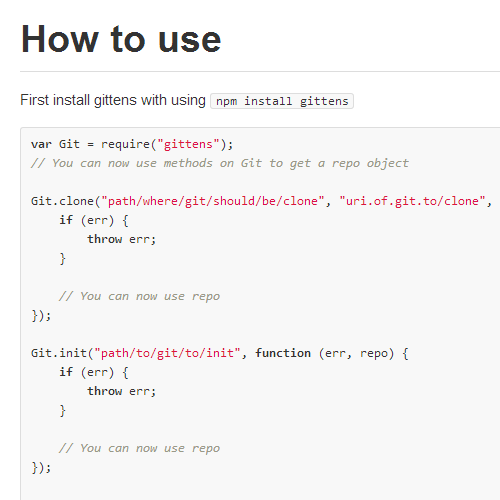 How to use
First install gittens with using npm install gittens
var Git = require("gittens");
// You can now use methods on Git to get a repo object
Git.clone("path/where/git/should/be/clone", "uri.of.git.to/clone",
if (err) {
throw err;
}
// You can now use repo
});
Git.init("path/to/git/to/init", function (err, repo) {
if (err) {
throw err;
}
// You can now use repo
});